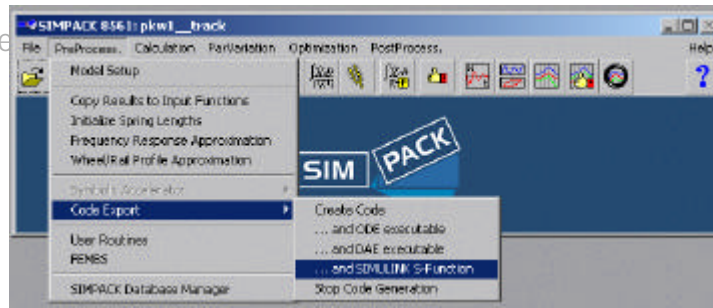 SIMPACK 8561: pkw1__track
e
File PreProcess. Calculation ParVariation Optimization PostProcess. Help
Model Setup
Copy Results to Input Functions
Initialize Spring Lengths
Frequency Response Approximation
Wheel/Rail Profile Approximation
SIM PACK
Symbolic Accelerator
Code Export
Create Code
... and ODE executable
User Routines
... and DAE executable
FEMBS
... and SIMULINK S-Function
SIMPACK Database Manager
Stop Code Generation
?